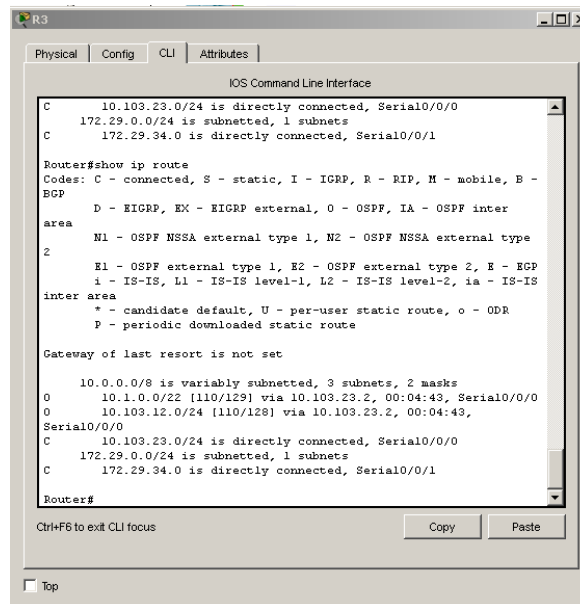 R3
Physical Config CLI Attributes
IOS Command Line Interface
C 10.103.23.0/24 is directly connected, Serial0/0/0
172.29.0.0/24 is subnetted, 1 subnets
C 172.29.34.0 is directly connected, Serial0/0/1
Router#show ip route
Codes: C - connected, S - static, I - IGRP, R - RIP, M - mobile, B -
BGP
D - EIGRP, EX - EIGRP external, O - OSPF, IA - OSPF inter
area
N1 - OSPF NSSA external type 1, N2 - OSPF NSSA external type
2
E1 - OSPF external type 1, E2 - OSPF external type 2, E - EGP
i - IS-IS, L1 - IS-IS level-1, L2 - IS-IS level-2, ia - IS-IS
inter area
* - candidate default, U - per-user static route, o - ODR
P - periodic downloaded static route
Gateway of last resort is not set
10.0.0.0/8 is variably subnetted, 3 subnets, 2 masks
O 10.1.0.0/22 [110/129] via 10.103.23.2, 00:04:43, Serial0/0/0
O 10.103.12.0/24 [110/128] via 10.103.23.2, 00:04:43,
Serial0/0/0
C 10.103.23.0/24 is directly connected, Serial0/0/0
172.29.0.0/24 is subnetted, 1 subnets
C 172.29.34.0 is directly connected, Serial0/0/1
Router#
Ctrl+F6 to exit CLI focus
Copy Paste
Top